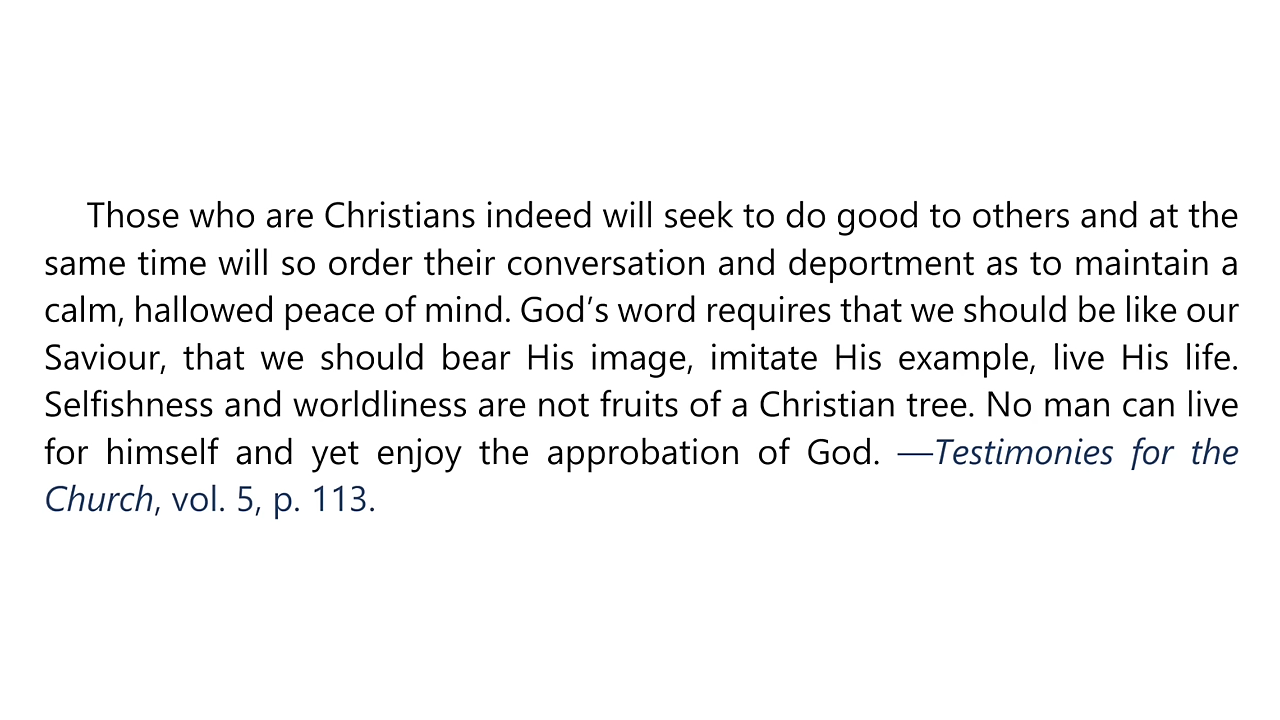 Those who are Christians indeed will seek to do good to others and at the
same time will so order their conversation and deportment as to maintain a
calm, hallowed peace of mind. God’s word requires that we should be like our
Saviour, that we should bear His image, imitate His example, live His life.
Selfishness and worldliness are not fruits of a Christian tree. No man can live
for himself and yet enjoy the approbation of God. —Testimonies for the
Church, vol. 5, p. 113.